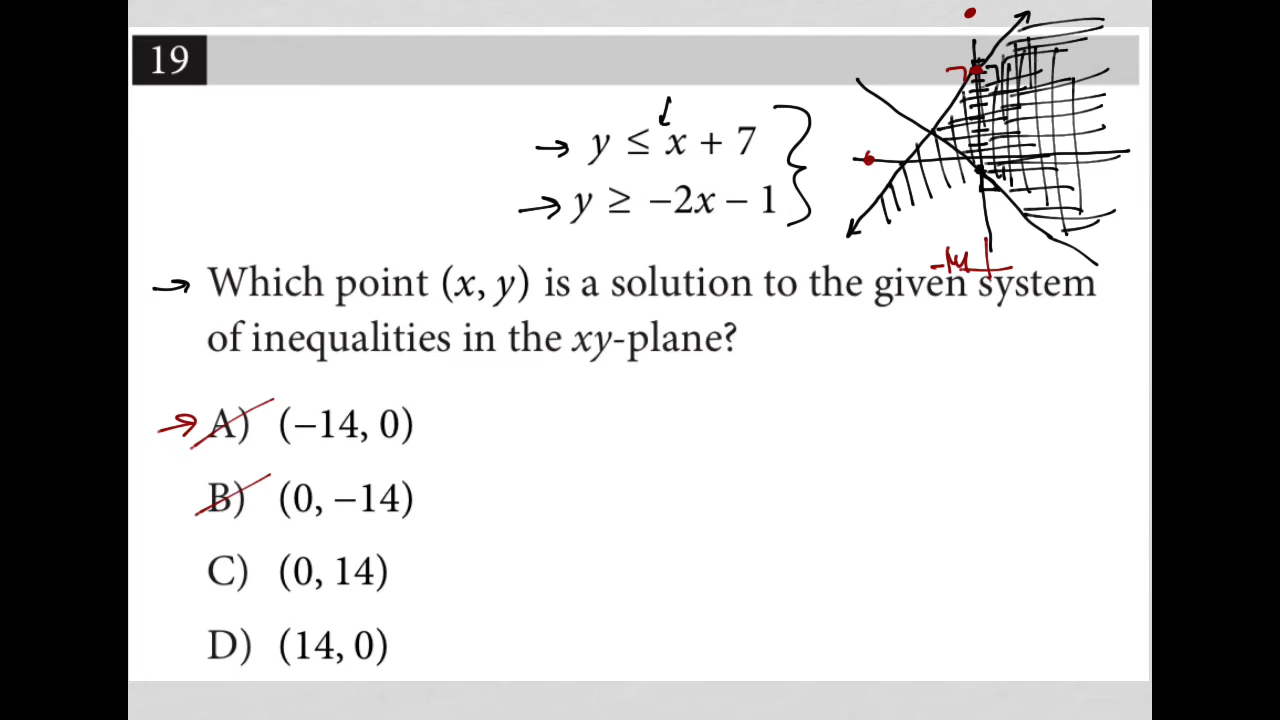 19
y ≤ x + 7
y ≥ −2x − 1
Which point (x, y) is a solution to the given system
of inequalities in the xy-plane?
A) (−14, 0)
B) (0, −14)
C) (0, 14)
D) (14, 0)
7